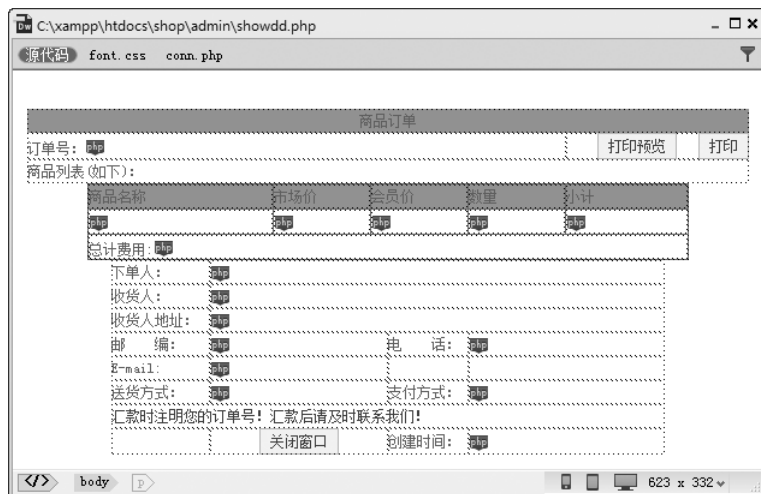 Dw C:\xampp\htdocs\shop\admin\showdd.php
源代码 font.css conn.php
商品订单
订单号: php 打印预览 打印
商品列表(如下):
商品名称 市场价 会员价 数量 小计
php php php php php
总计费用: php
下单人: php
收货人: php
收货人地址: php
邮 编: php 电 话: php
E-mail: php
送货方式: php 支付方式: php
汇款时注明您的订单号! 汇款后请及时联系我们!
关闭窗口 创建时间: php
</> body p 623 x 332